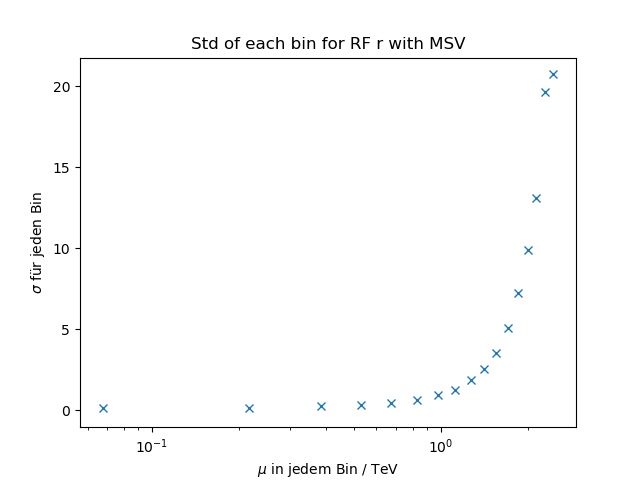 Std of each bin for RF r with MSV
20
15
10
5
0
σ für jeden Bin
10⁻¹
10⁰
μ in jedem Bin / TeV